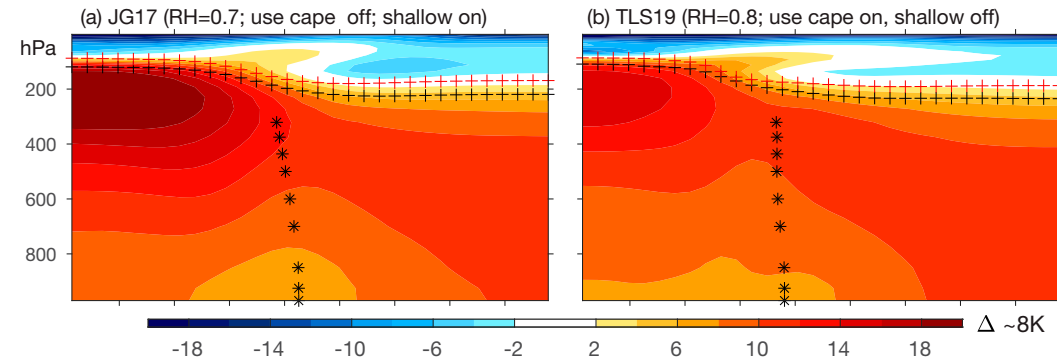 (a) JG17 (RH=0.7; use cape  off; shallow on)
(b) TLS19 (RH=0.8; use cape on, shallow off)
hPa
200
400
600
800
-18 -14 -10 -6 -2 2 6 10 14 18
Δ ~8K